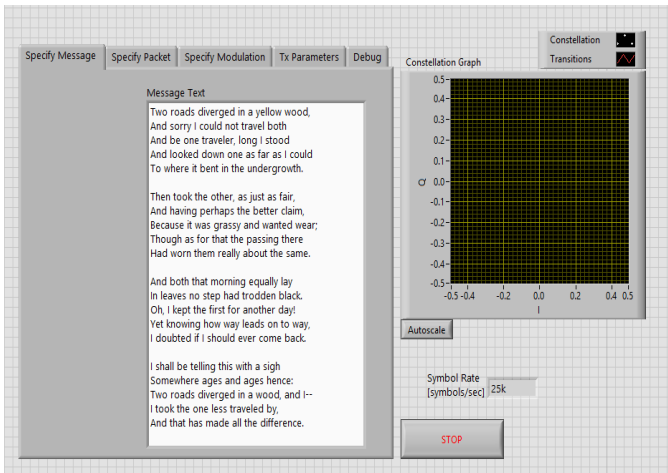 Constellation
Transitions
Specify Message
Specify Packet
Specify Modulation
Tx Parameters
Debug
Constellation Graph
Message Text
Two roads diverged in a yellow wood,
And sorry I could not travel both
And be one traveler, long I stood
And looked down one as far as I could
To where it bent in the undergrowth.
Then took the other, as just as fair,
And having perhaps the better claim,
Because it was grassy and wanted wear;
Though as for that the passing there
Had worn them really about the same.
And both that morning equally lay
In leaves no step had trodden black.
Oh, I kept the first for another day!
Yet knowing how way leads on to way,
I doubted if I should ever come back.
I shall be telling this with a sigh
Somewhere ages and ages hence:
Two roads diverged in a wood, and I--
I took the one less traveled by,
And that has made all the difference.
0.5
0.4
0.3
0.2
0.1
Q
0.0
-0.1
-0.2
-0.3
-0.4
-0.5
-0.5 -0.4 -0.2 0.0 0.2 0.4 0.5
I
Autoscale
Symbol Rate
[symbols/sec]
25k
STOP